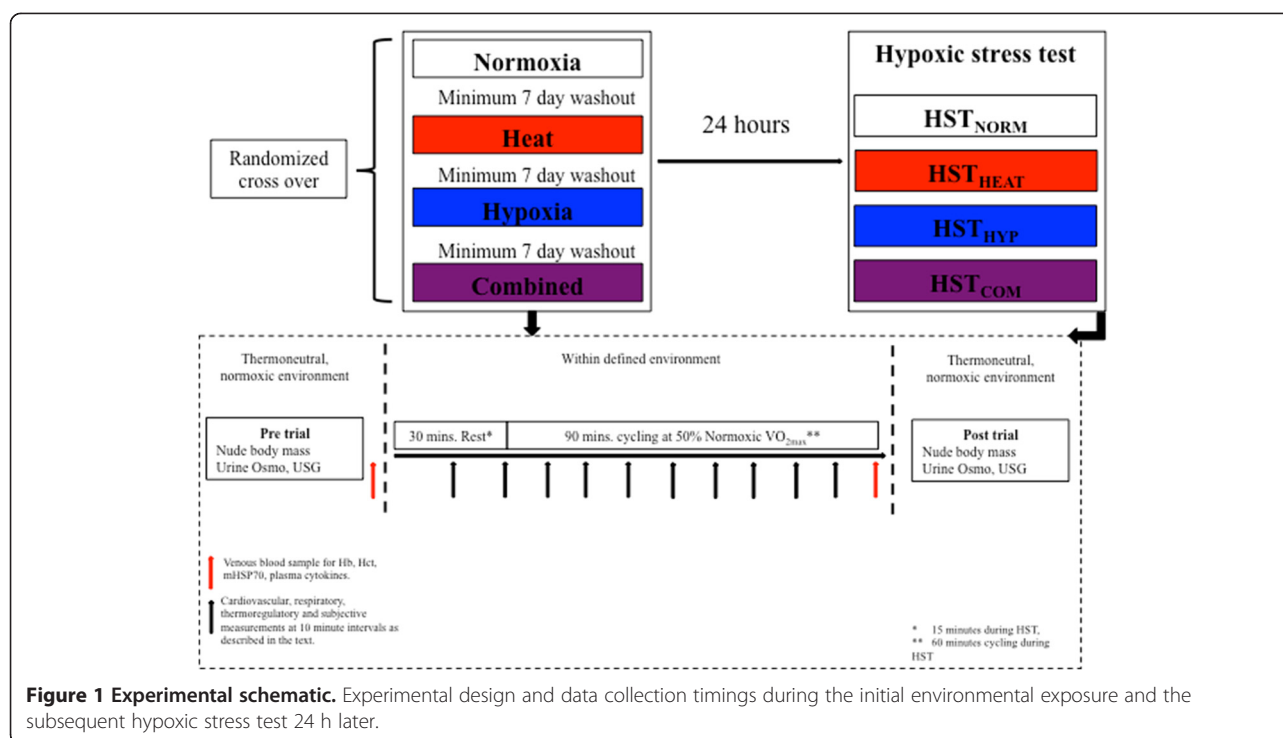 Randomized
cross over
Normoxia
Minimum 7 day washout
Heat
Minimum 7 day washout
Hypoxia
Minimum 7 day washout
Combined
24 hours
Hypoxic stress test
HST_NORM
HST_HEAT
HST_HYP
HST_COM
Thermoneutral,
normoxic environment
Within defined environment
Thermoneutral,
normoxic environment
Pre trial
Nude body mass
Urine Osmo, USG
30 mins. Rest*
90 mins. cycling at 50% Normoxic VO2max**
Post trial
Nude body mass
Urine Osmo, USG
Venous blood sample for Hb, Hct,
mHSP70, plasma cytokines.
Cardiovascular, respiratory,
thermoregulatory and subjective
measurements at 10 minute intervals as
described in the text.
* 15 minutes during HST,
** 60 minutes cycling during
HST
Figure 1 Experimental schematic. Experimental design and data collection timings during the initial environmental exposure and the
subsequent hypoxic stress test 24 h later.